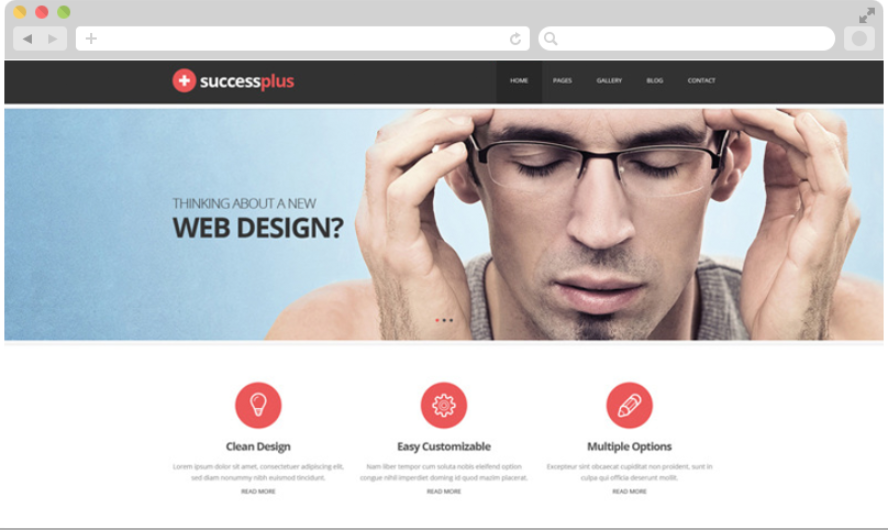 successplus
HOME PAGES GALLERY BLOG CONTACT
THINKING ABOUT A NEW
WEB DESIGN?
Clean Design
Lorem ipsum dolor sit amet, consectetuer adipiscing elit,
sed diam nonummy nibh euismod tincidunt.
READ MORE
Easy Customizable
Nam liber tempor cum soluta nobis eleifend option
congue nihil imperdiet doming id quod mazim placerat.
READ MORE
Multiple Options
Excepteur sint obcaecat cupiditat non proident, sunt in
culpa qui officia deserunt mollit.
READ MORE